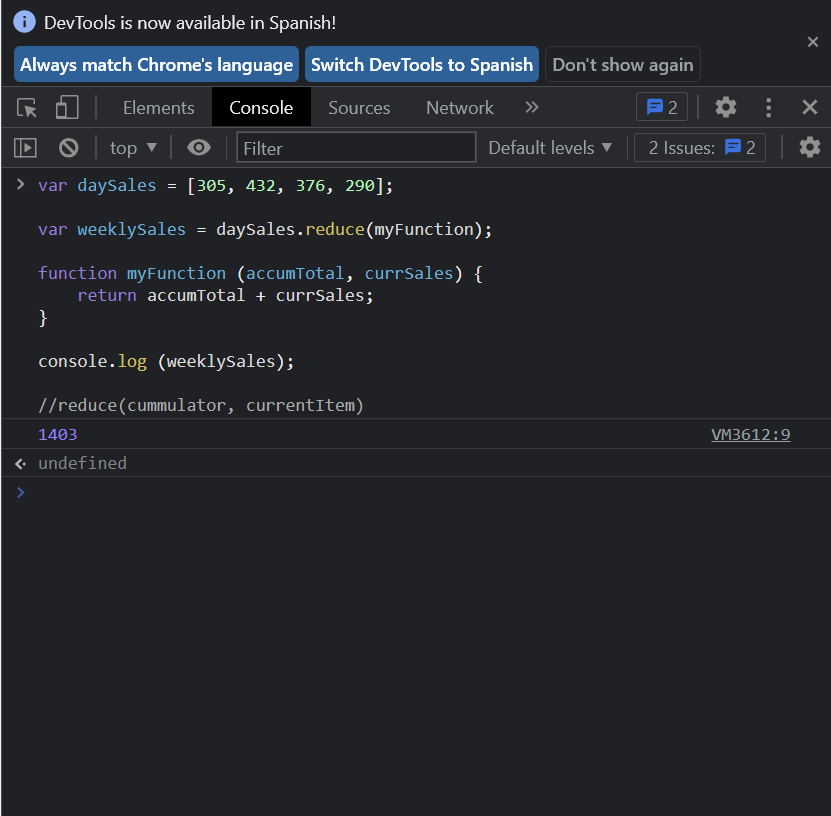 DevTools is now available in Spanish!
Always match Chrome's language Switch DevTools to Spanish Don't show again
Elements Console Sources Network 2
top Filter Default levels 2 Issues: 2
var daySales = [305, 432, 376, 290];
var weeklySales = daySales.reduce(myFunction);
function myFunction (accumTotal, currSales) {
return accumTotal + currSales;
}
console.log (weeklySales);
//reduce(cummulator, currentItem)
1403 VM3612:9
undefined